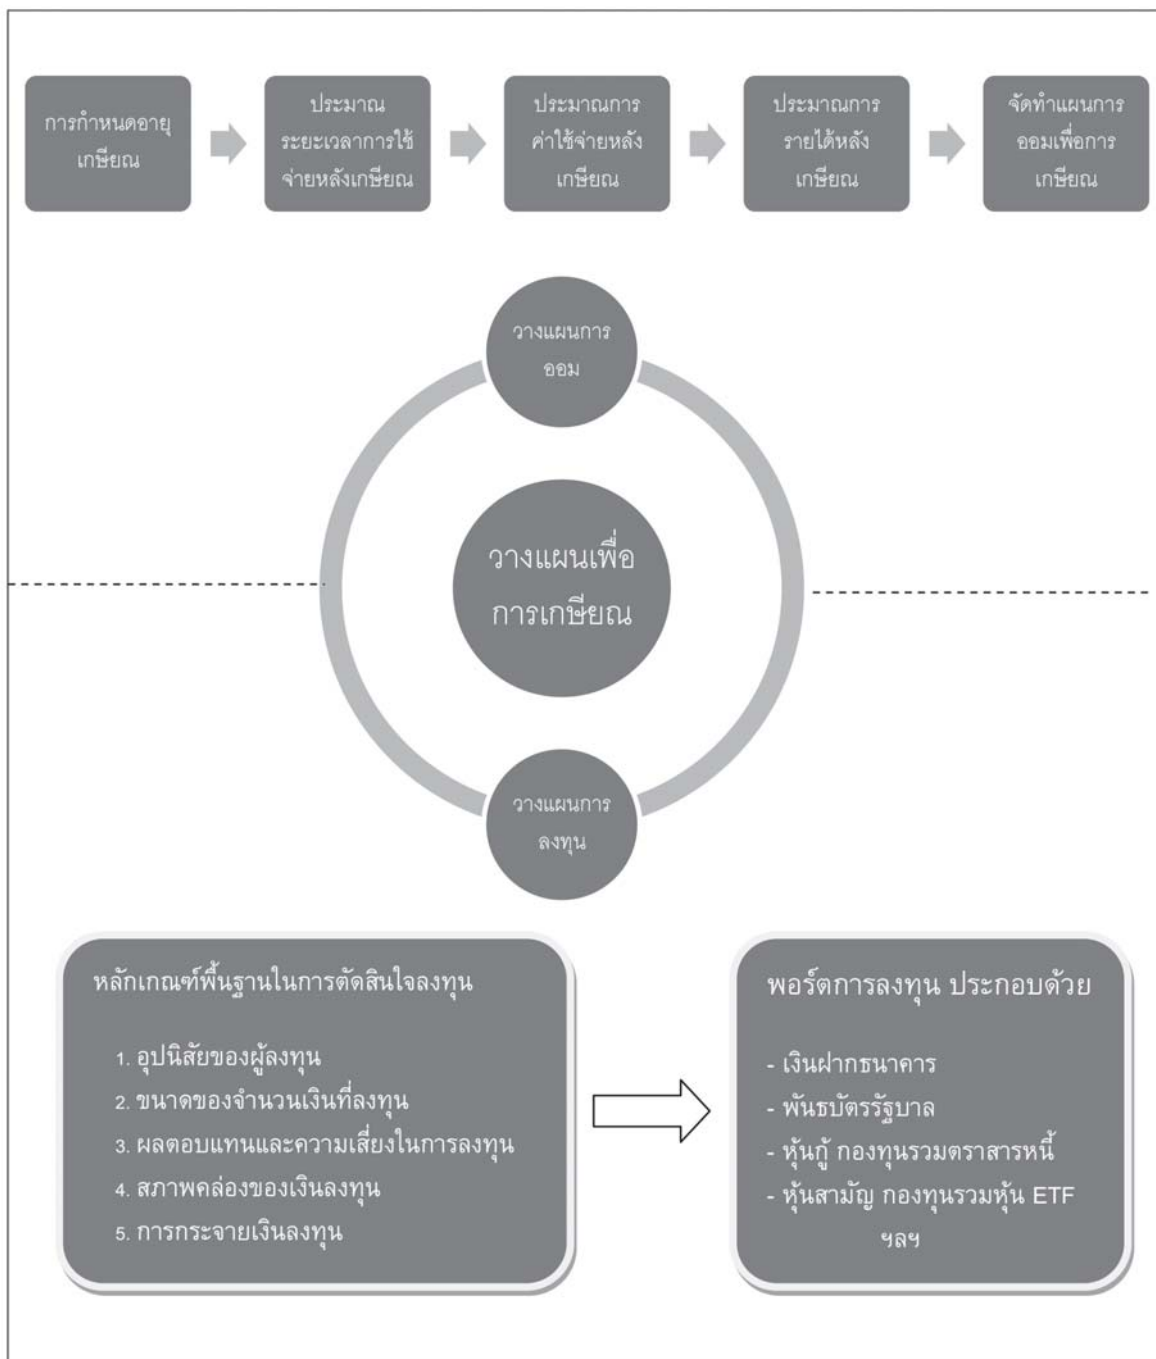 การกำหนดอายุ
เกษียณ
ประมาณ
ระยะเวลาการใช้
จ่ายหลังเกษียณ
ประมาณการ
ค่าใช้จ่ายหลัง
เกษียณ
ประมาณการ
รายได้หลัง
เกษียณ
จัดทำแผนการ
ออมเพื่อการ
เกษียณ
วางแผนการ
ออม
วางแผนเพื่อ
การเกษียณ
วางแผนการ
ลงทุน
หลักเกณฑ์พื้นฐานในการตัดสินใจลงทุน
1. อุปนิสัยของผู้ลงทุน
2. ขนาดของจำนวนเงินที่ลงทุน
3. ผลตอบแทนและความเสี่ยงในการลงทุน
4. สภาพคล่องของเงินลงทุน
5. การกระจายเงินลงทุน
พอร์ตการลงทุน ประกอบด้วย
- เงินฝากธนาคาร
- พันธบัตรรัฐบาล
- หุ้นกู้ กองทุนรวมตราสารหนี้
- หุ้นสามัญ กองทุนรวมหุ้น ETF
ฯลฯ